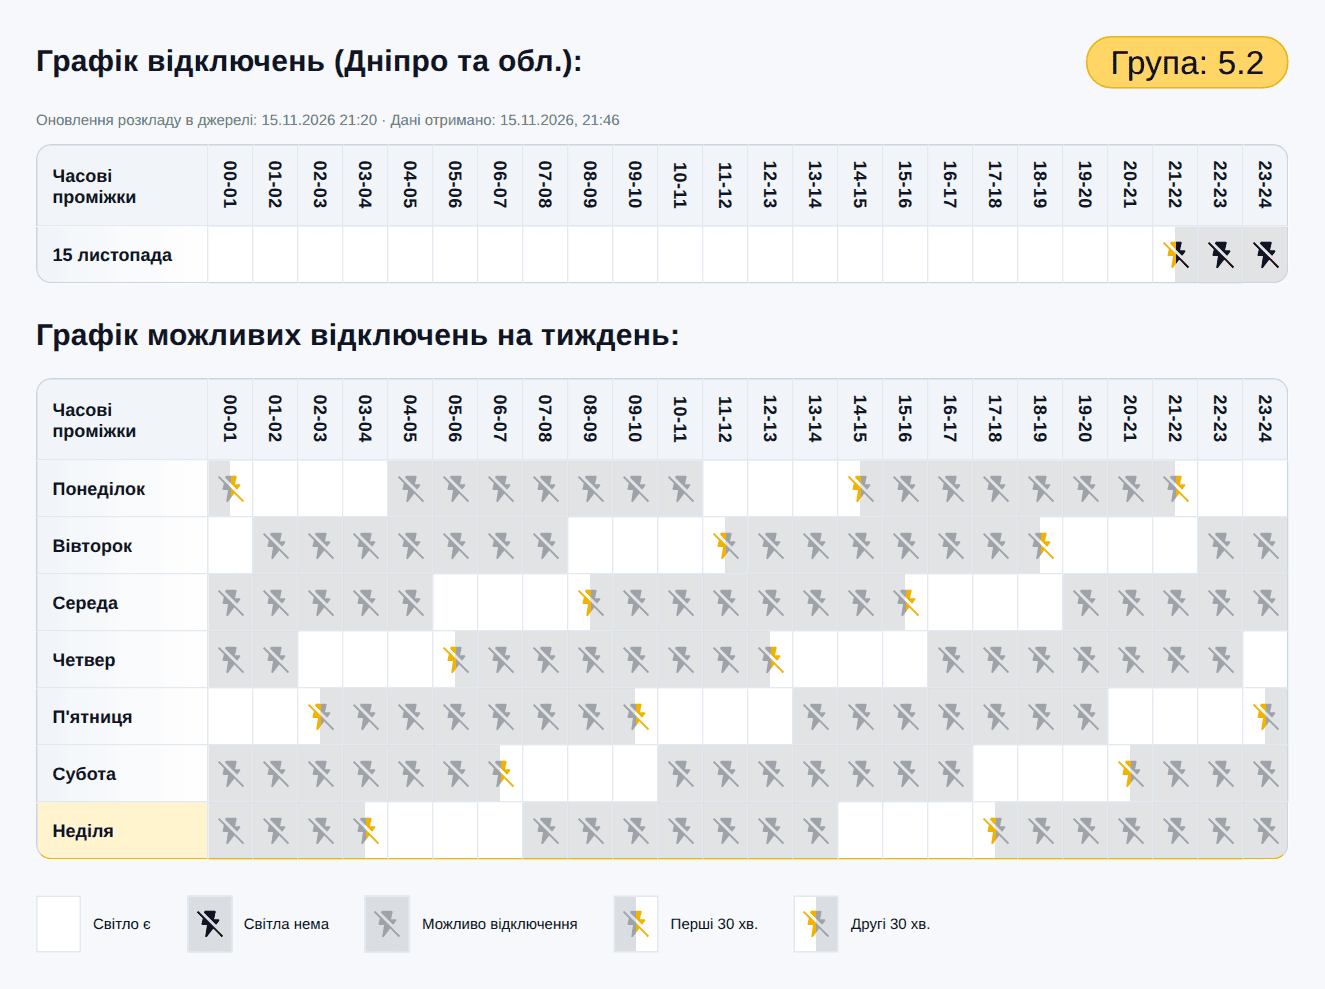 Графік відключень (Дніпро та обл.):
Група: 5.2
Оновлення розкладу в джерелі: 15.11.2026 21:20 · Дані отримано: 15.11.2026, 21:46
Часові проміжки 00-01 01-02 02-03 03-04 04-05 05-06 06-07 07-08 08-09 09-10 10-11 11-12 12-13 13-14 14-15 15-16 16-17 17-18 18-19 19-20 20-21 21-22 22-23 23-24
15 листопада
Графік можливих відключень на тиждень:
Часові проміжки 00-01 01-02 02-03 03-04 04-05 05-06 06-07 07-08 08-09 09-10 10-11 11-12 12-13 13-14 14-15 15-16 16-17 17-18 18-19 19-20 20-21 21-22 22-23 23-24
Понеділок
Вівторок
Середа
Четвер
П'ятниця
Субота
Неділя
Світло є Світла нема Можливо відключення Перші 30 хв. Другі 30 хв.